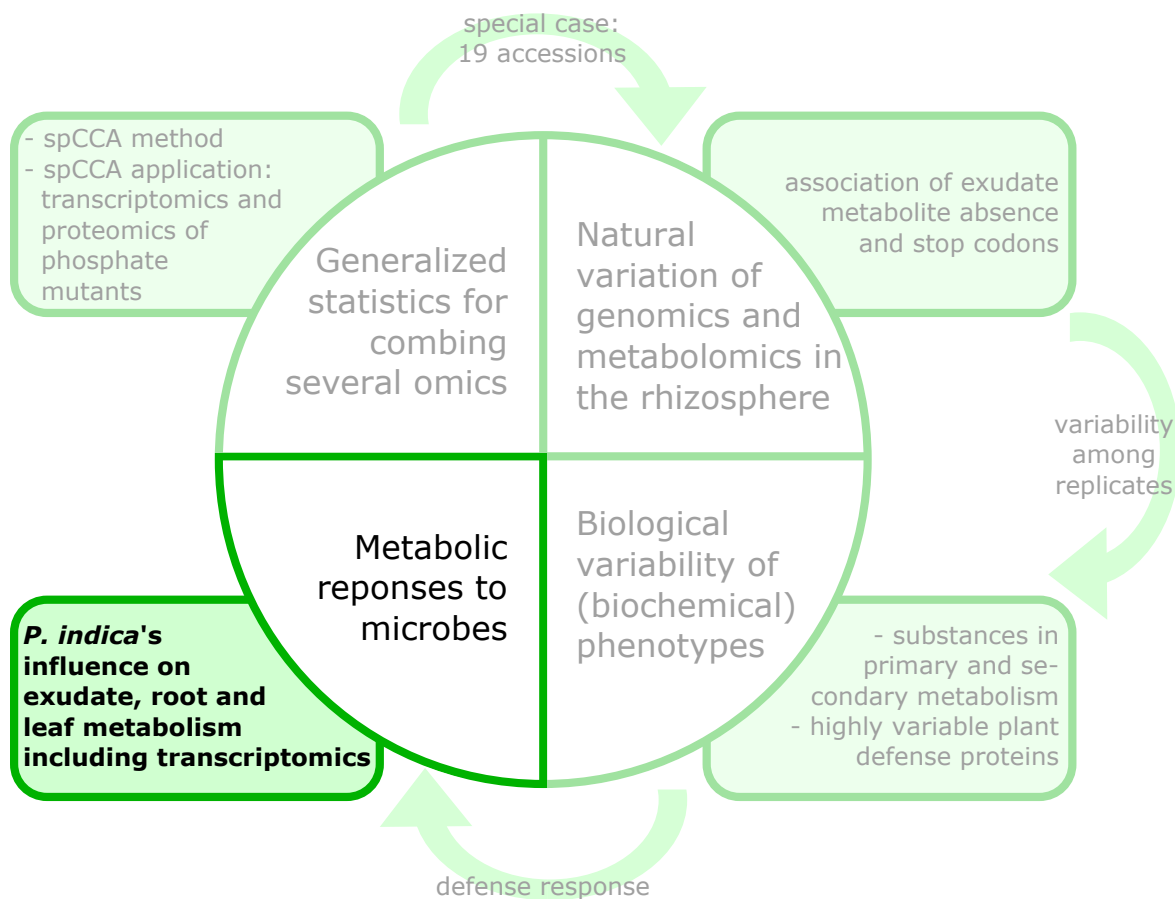 special case:
19 accessions
- spCCA method
- spCCA application:
transcriptomics and
proteomics of
phosphate
mutants
Generalized
statistics for
combing
several omics
Natural
variation of
genomics and
metabolomics in
the rhizosphere
association of exudate
metabolite absence
and stop codons
variability
among
replicates
Metabolic
reponses to
microbes
Biological
variability of
(biochemical)
phenotypes
P. indica's
influence on
exudate, root and
leaf metabolism
including transcriptomics
- substances in
primary and se-
condary metabolism
- highly variable plant
defense proteins
defense response